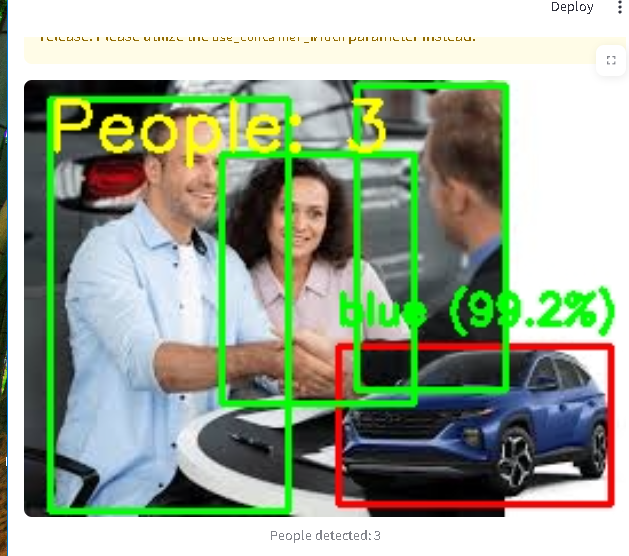 Deploy
release. Please utilize the use_container_width parameter instead.
People: 3
blue (99.2%)
People detected: 3